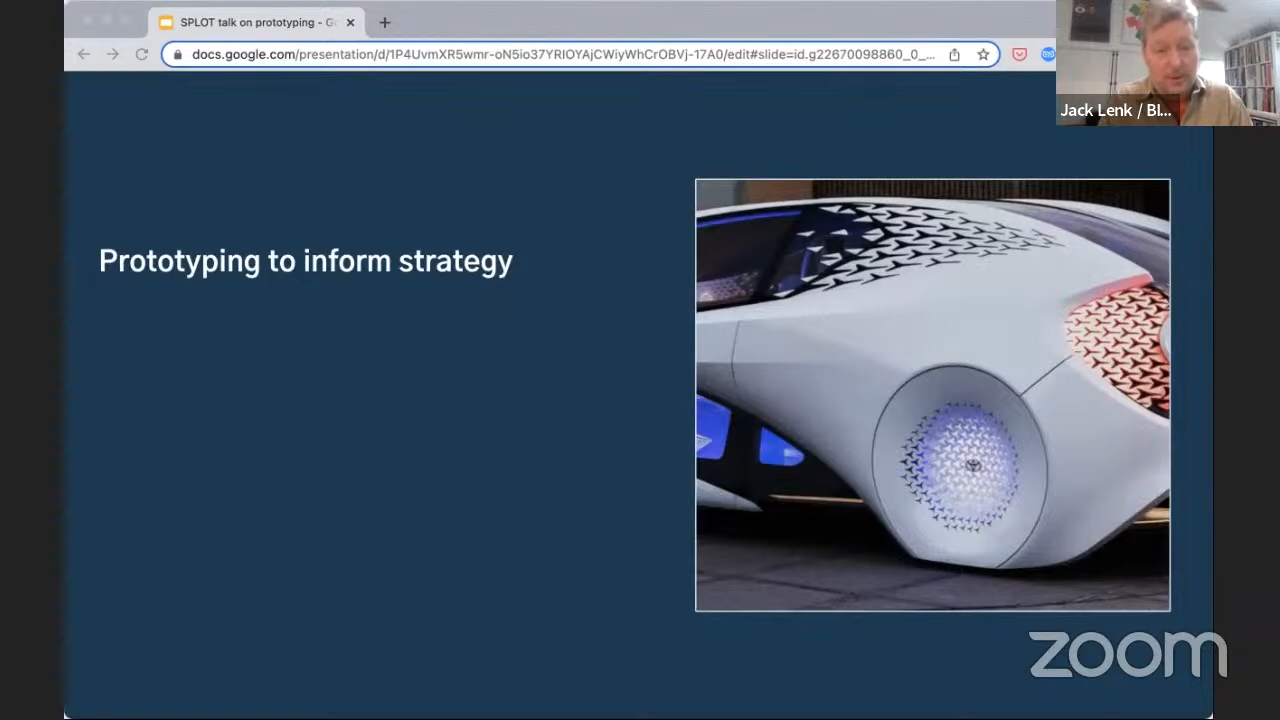 SPLOT talk on prototyping - G
docs.google.com/presentation/d/1P4UvmXR5wmr-oN5io37YRIOYAjCWiyWhCrOBVj-17A0/edit#slide=id.g22670098860_0_...
Jack Lenk / Bl...
Prototyping to inform strategy
zoom